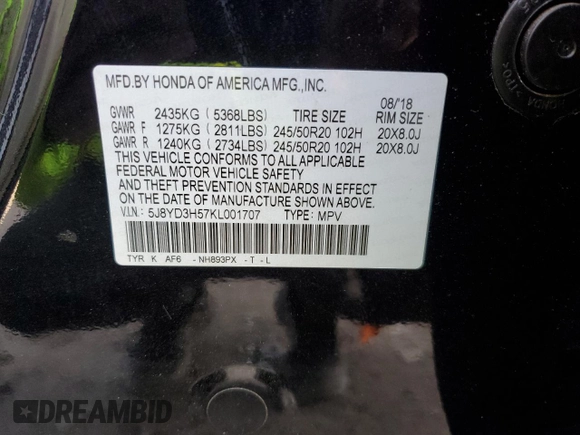 MFD.BY HONDA OF AMERICA MFG.,INC.
08/'18
GVWR 2435KG ( 5368LBS) TIRE SIZE RIM SIZE
GAWR F 1275KG ( 2811LBS) 245/50R20 102H 20X8.0J
GAWR R 1240KG ( 2734LBS) 245/50R20 102H 20X8.0J
THIS VEHICLE CONFORMS TO ALL APPLICABLE
FEDERAL MOTOR VEHICLE SAFETY
AND THEFT PREVENTION STANDARDS IN EFFECT
ON THE DATE OF MANUFACTURE SHOWN ABOVE.
V.I.N.: 5J8YD3H57KL001707 TYPE: MPV
TYR K AF6 - NH893PX - T - L
DREAMBID